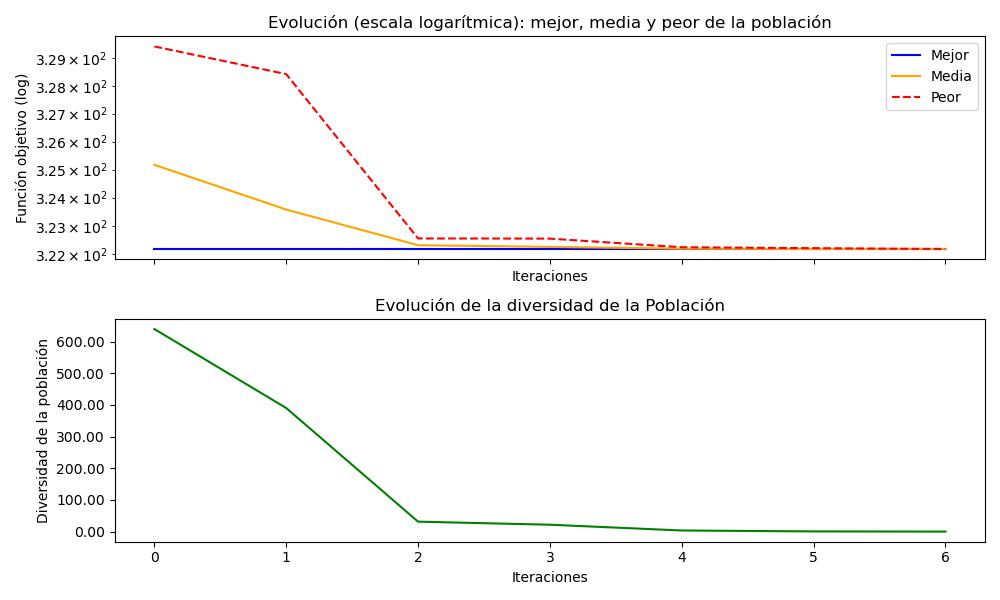 Evolución (escala logarítmica): mejor, media y peor de la población
Función objetivo (log)
3.29 × 10²
3.28 × 10²
3.27 × 10²
3.26 × 10²
3.25 × 10²
3.24 × 10²
3.23 × 10²
3.22 × 10²
Mejor
Media
Peor
Iteraciones
Evolución de la diversidad de la Población
Diversidad de la población
600.00
500.00
400.00
300.00
200.00
100.00
0.00
0 1 2 3 4 5 6
Iteraciones